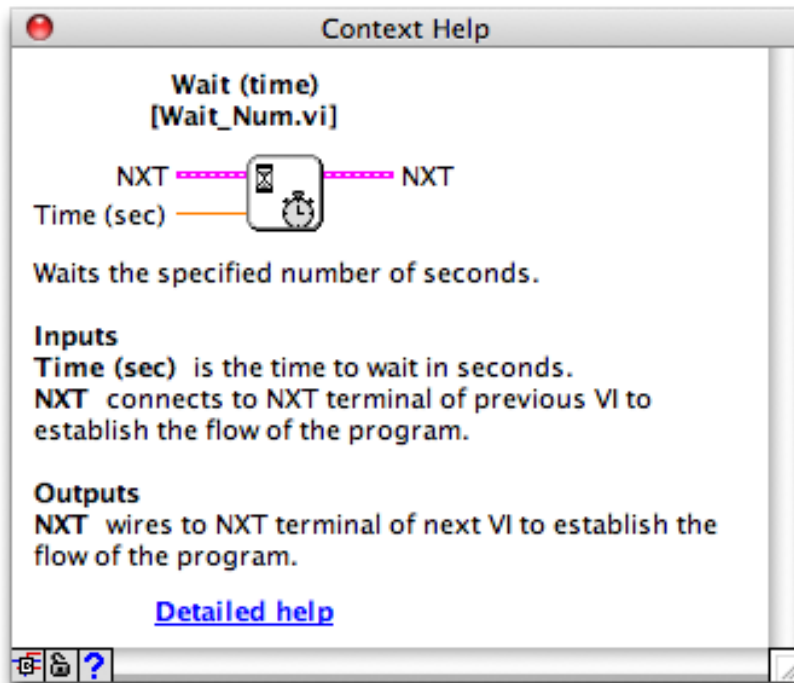 Context Help
Wait (time)
[Wait_Num.vi]
NXT NXT
Time (sec)
Waits the specified number of seconds.
Inputs
Time (sec) is the time to wait in seconds.
NXT connects to NXT terminal of previous VI to
establish the flow of the program.
Outputs
NXT wires to NXT terminal of next VI to establish the
flow of the program.
Detailed help
?